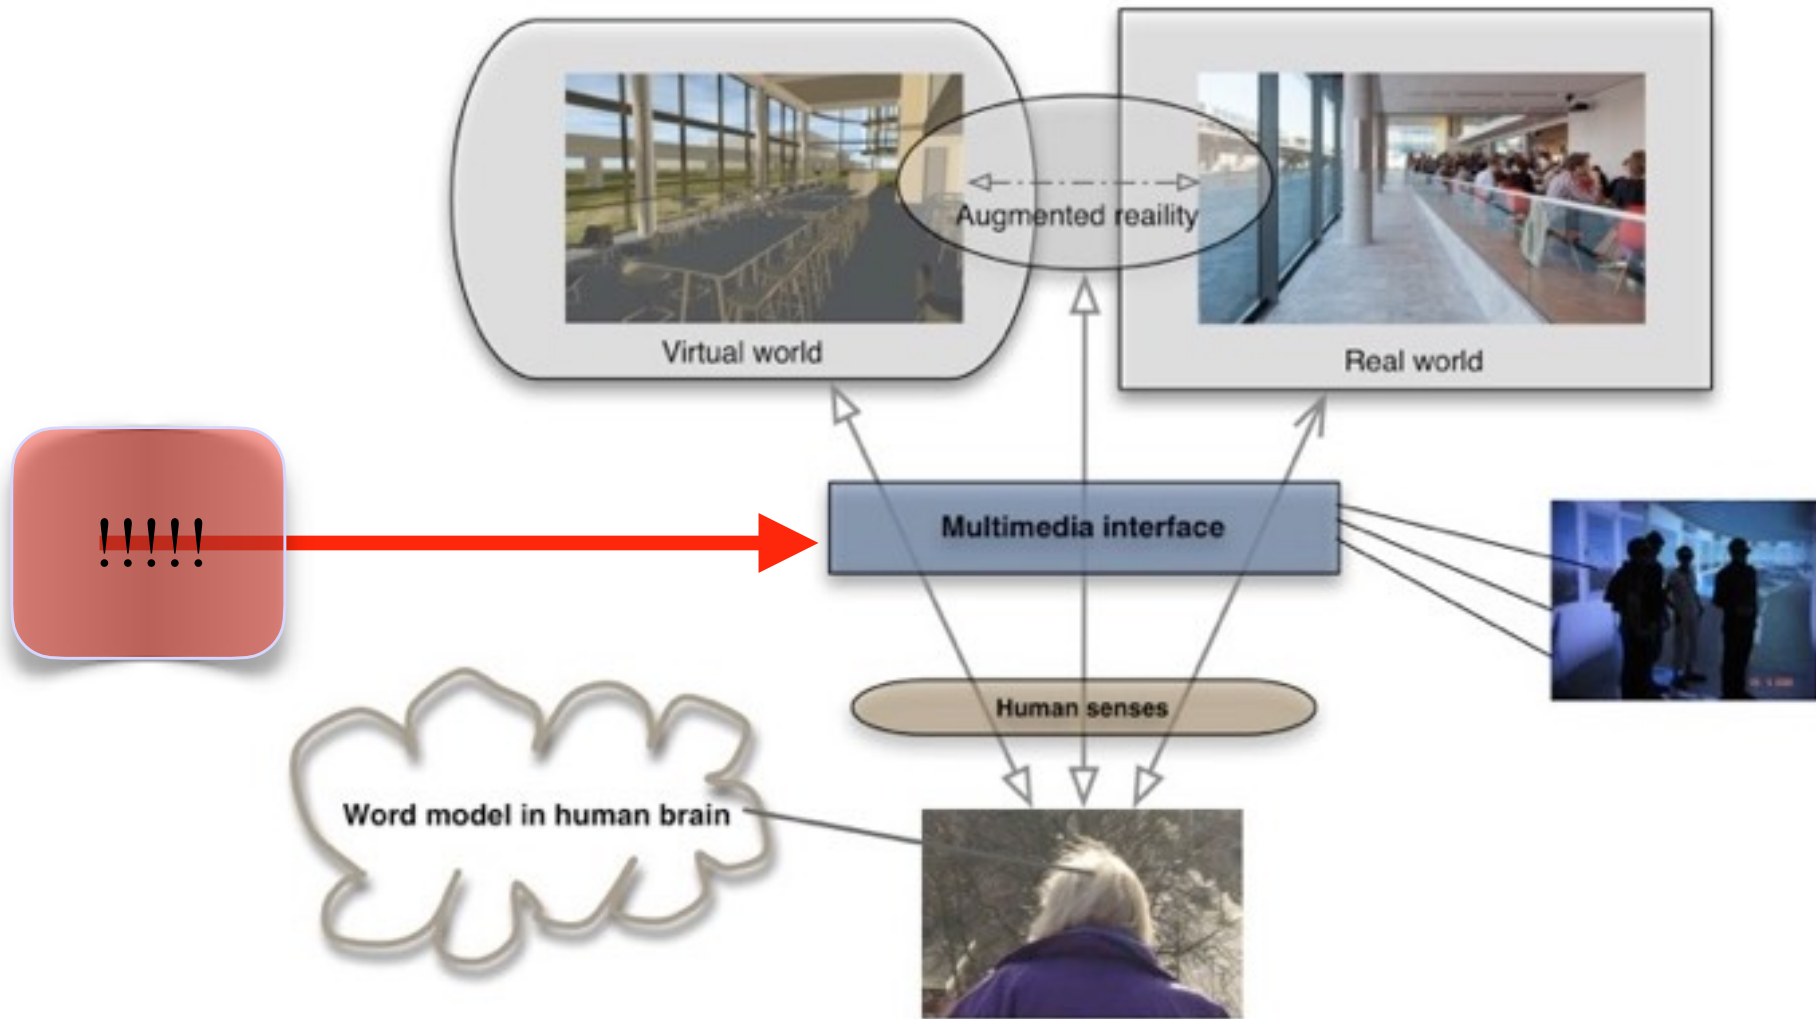 Augmented reaility
Virtual world
Real world
!!!!!
Multimedia interface
Human senses
Word model in human brain